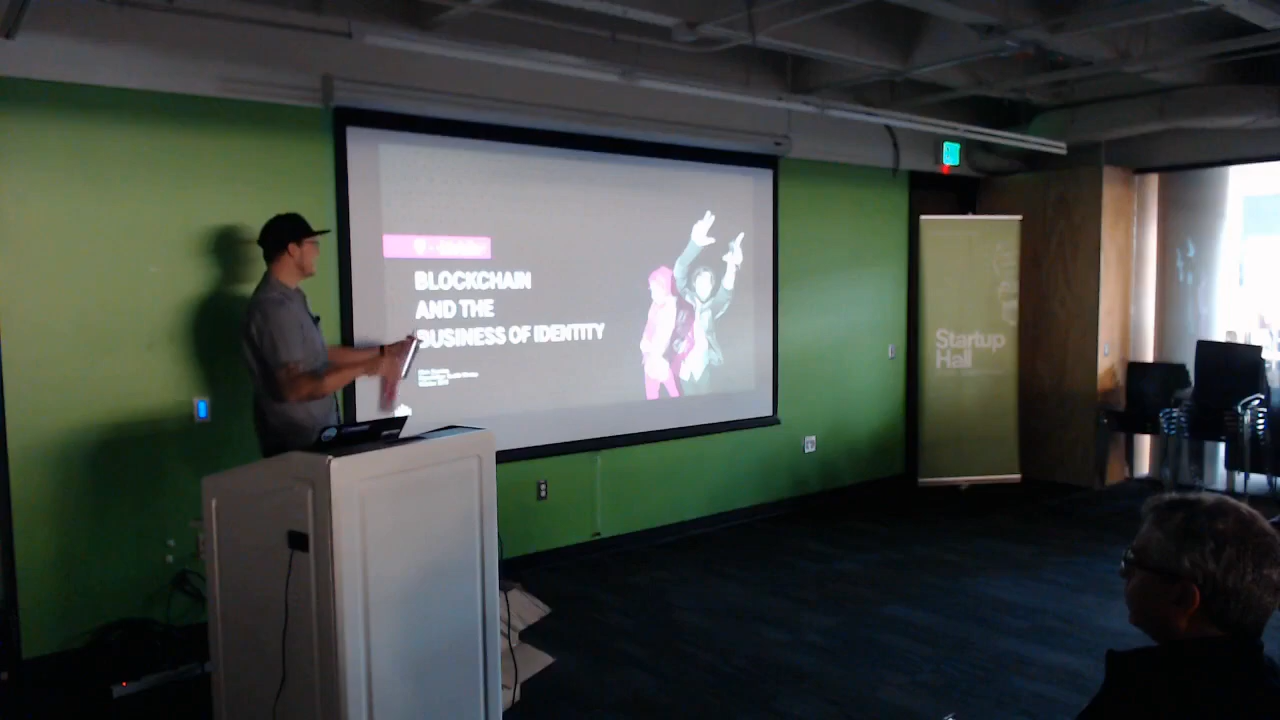 BLOCKCHAIN
AND THE
BUSINESS OF IDENTITY
Startup
Hall